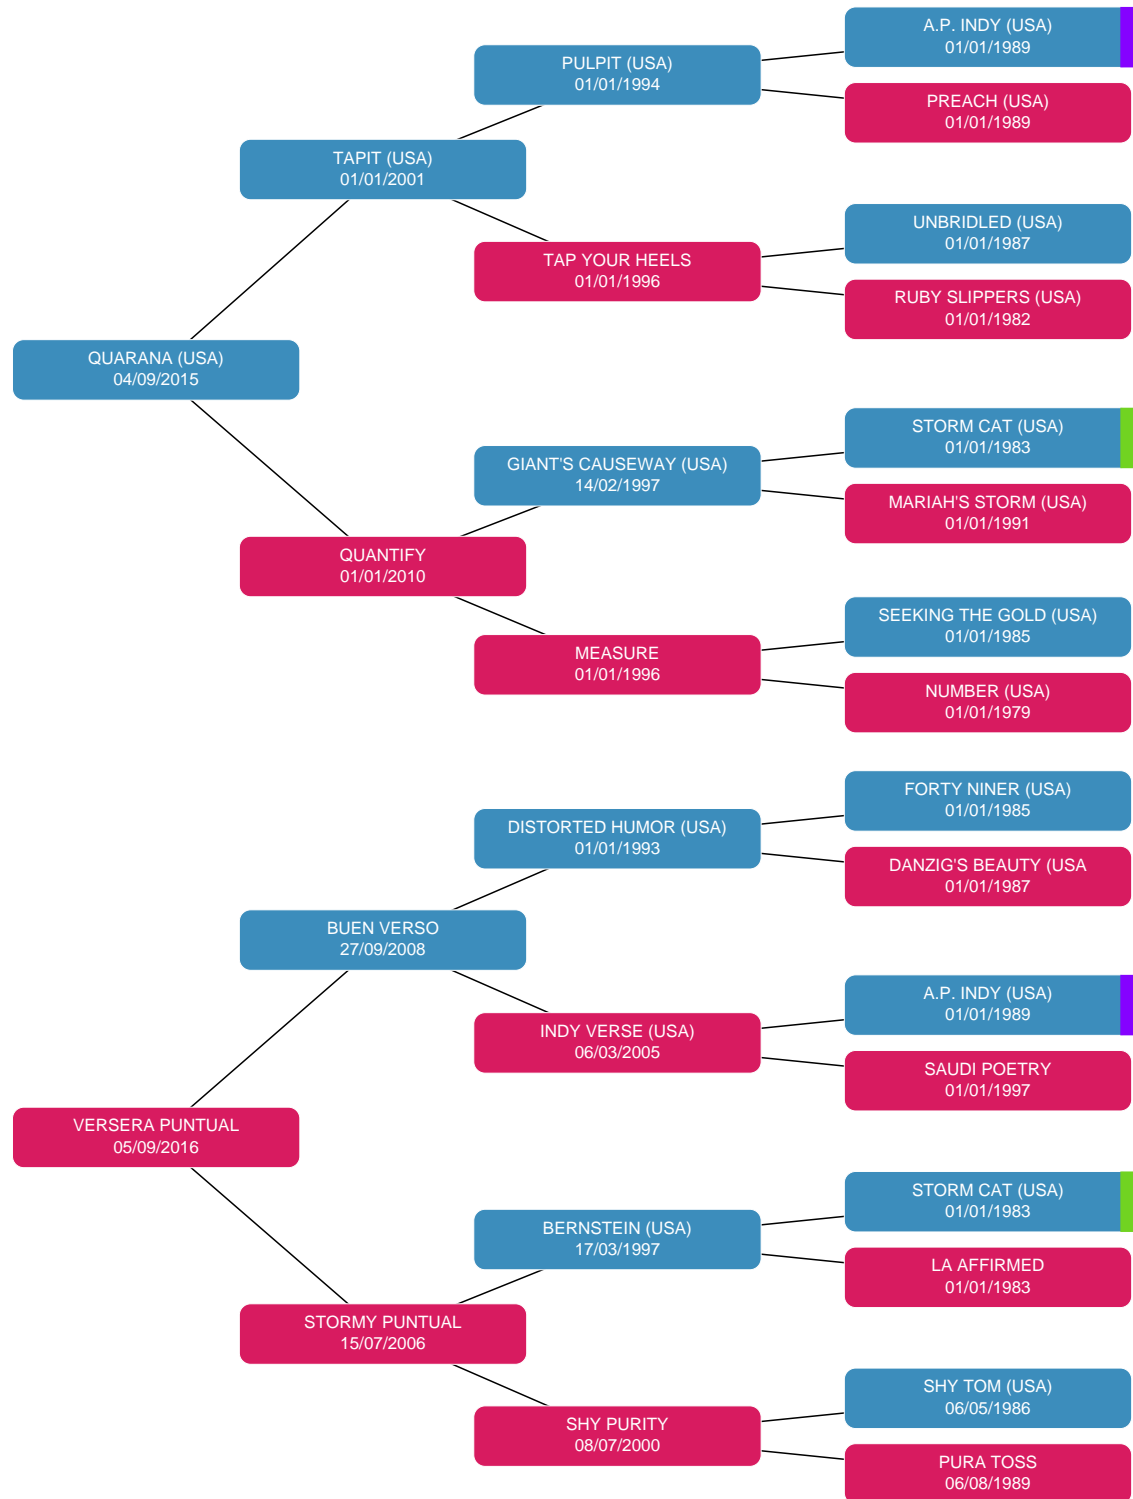 A.P. INDY (USA)
01/01/1989
PULPIT (USA)
01/01/1994
PREACH (USA)
01/01/1989
TAPIT (USA)
01/01/2001
UNBRIDLED (USA)
01/01/1987
TAP YOUR HEELS
01/01/1996
RUBY SLIPPERS (USA)
01/01/1982
QUARANA (USA)
04/09/2015
STORM CAT (USA)
01/01/1983
GIANT'S CAUSEWAY (USA)
14/02/1997
MARIAH'S STORM (USA)
01/01/1991
QUANTIFY
01/01/2010
SEEKING THE GOLD (USA)
01/01/1985
MEASURE
01/01/1996
NUMBER (USA)
01/01/1979
FORTY NINER (USA)
01/01/1985
DISTORTED HUMOR (USA)
01/01/1993
DANZIG'S BEAUTY (USA
01/01/1987
BUEN VERSO
27/09/2008
A.P. INDY (USA)
01/01/1989
INDY VERSE (USA)
06/03/2005
SAUDI POETRY
01/01/1997
VERSERA PUNTUAL
05/09/2016
STORM CAT (USA)
01/01/1983
BERNSTEIN (USA)
17/03/1997
LA AFFIRMED
01/01/1983
STORMY PUNTUAL
15/07/2006
SHY TOM (USA)
06/05/1986
SHY PURITY
08/07/2000
PURA TOSS
06/08/1989